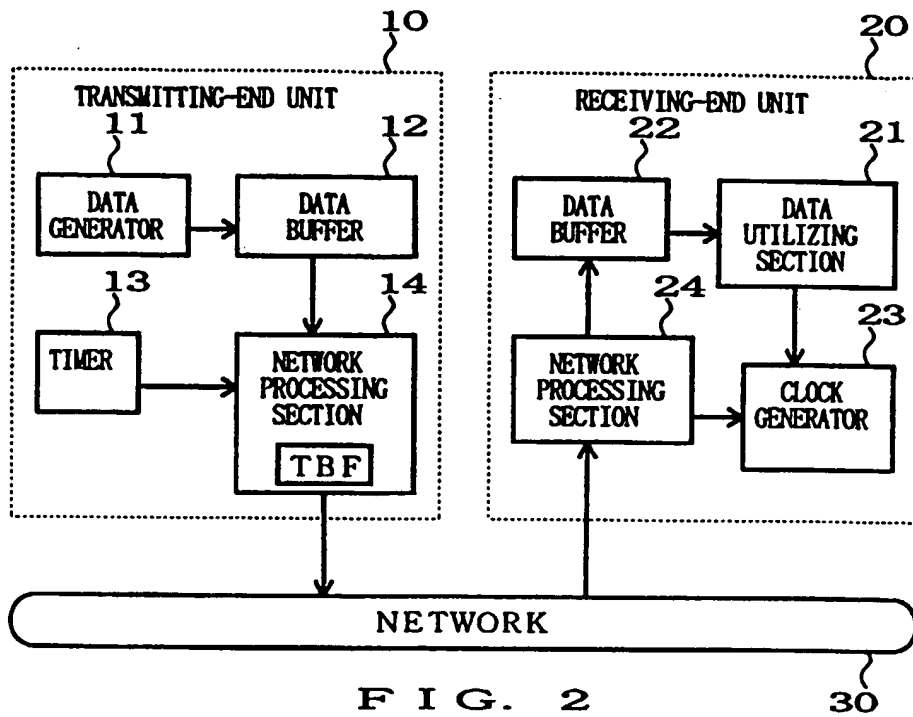 10
20
TRANSMITTING-END UNIT
RECEIVING-END UNIT
11
12
22
21
DATA
GENERATOR
DATA
BUFFER
DATA
BUFFER
DATA
UTILIZING
SECTION
13
14
24
23
TIMER
NETWORK
PROCESSING
SECTION
TBF
NETWORK
PROCESSING
SECTION
CLOCK
GENERATOR
NETWORK
30
FIG. 2